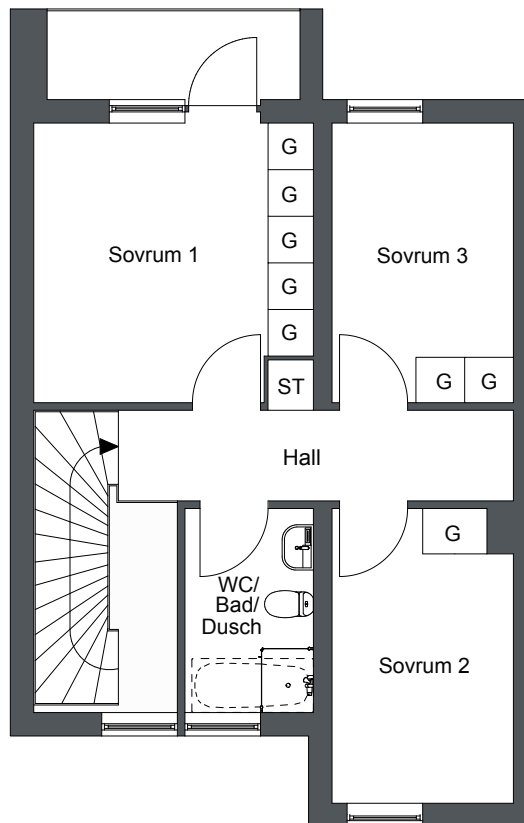 G
G
G
G
G
Sovrum 1
Sovrum 3
ST
G G
Hall
G
WC/
Bad/
Dusch
Sovrum 2